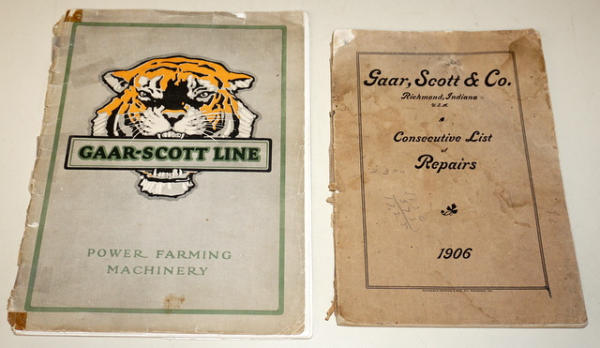 GAAR-SCOTT LINE
POWER FARMING
MACHINERY
Gaar, Scott & Co.
Richmond, Indiana
U.S.A.
Consecutive List
of
Repairs
1906